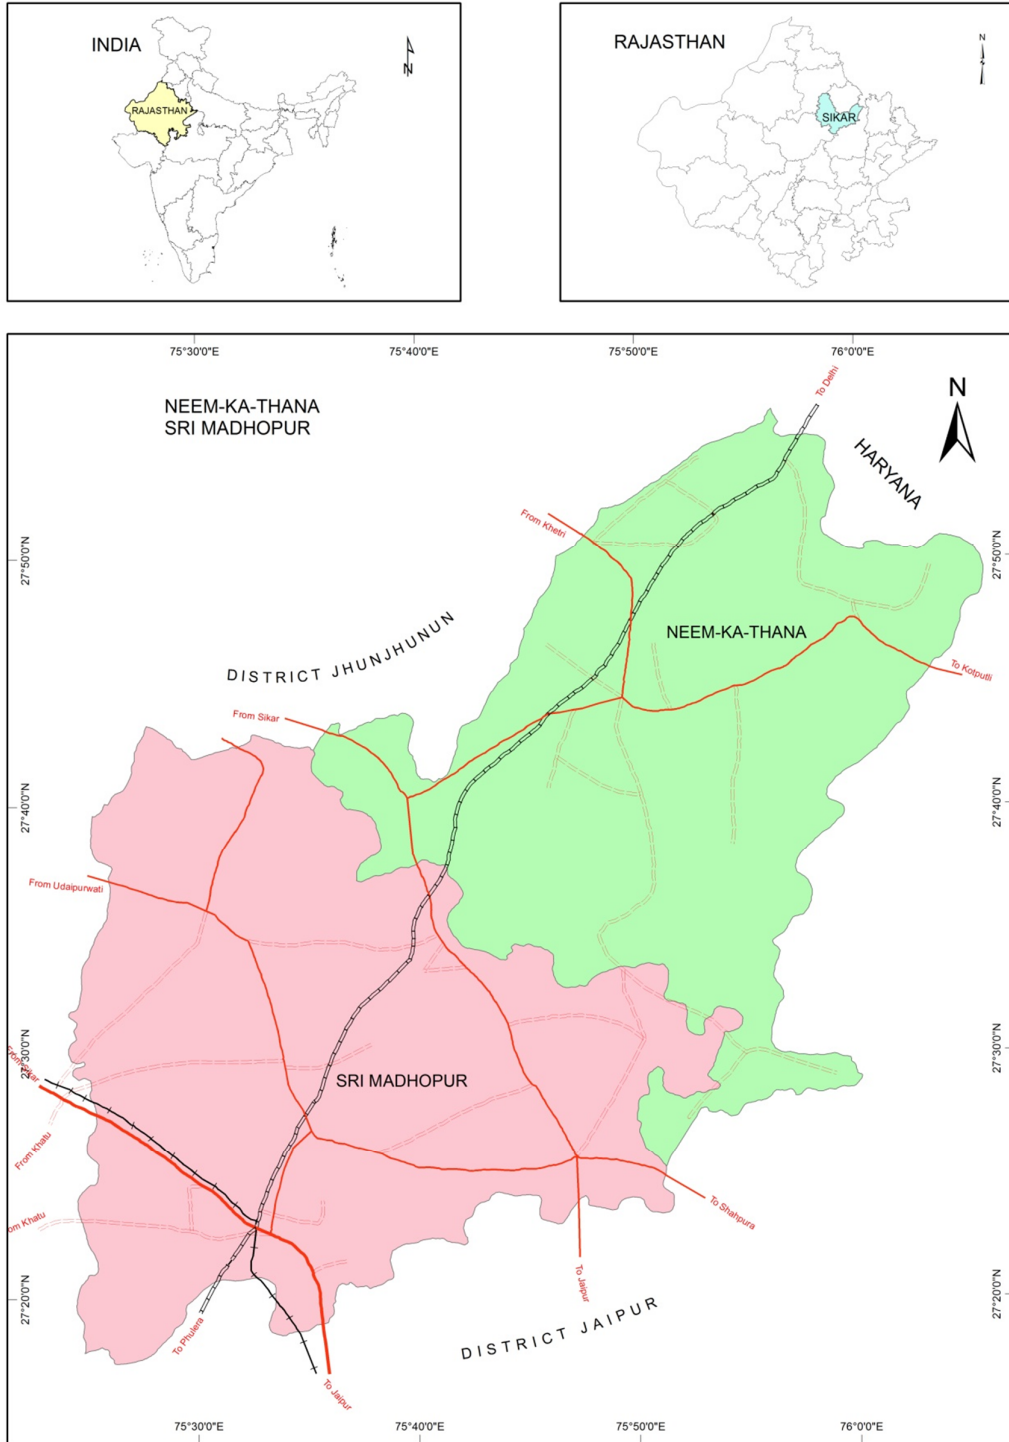 INDIA
N
RAJASTHAN
RAJASTHAN
N
SIKAR
75°30'0"E
75°40'0"E
75°50'0"E
76°0'0"E
NEEM-KA-THANA
SRI MADHOPUR
To Delhi
N
HARYANA
From Khetri
27°50'0"N
27°50'0"N
NEEM-KA-THANA
DISTRICT JHUNJHUNUN
To Kotputli
From Sikar
27°40'0"N
27°40'0"N
From Udaipurwati
27°30'0"N
27°30'0"N
From Sikar
SRI MADHOPUR
From Khatu
To Shahpura
om Khatu
To Jaipur
27°20'0"N
27°20'0"N
To Phulera
DISTRICT JAIPUR
To Jaipur
75°30'0"E
75°40'0"E
75°50'0"E
76°0'0"E